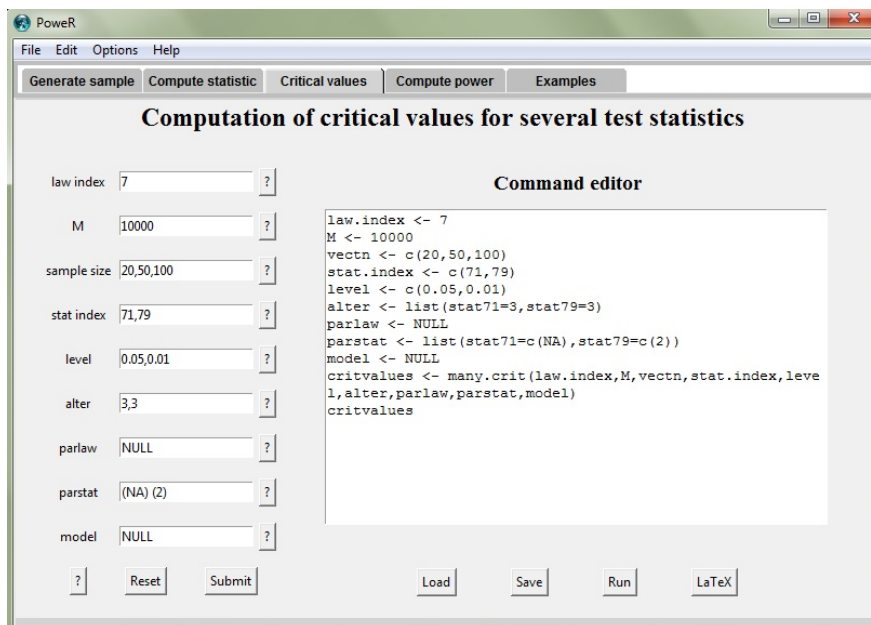 PoweR
File Edit Options Help
Generate sample Compute statistic Critical values Compute power Examples
Computation of critical values for several test statistics
law index 7 ?
M 10000 ?
sample size 20,50,100 ?
stat index 71,79 ?
level 0.05,0.01 ?
alter 3,3 ?
parlaw NULL ?
parstat (NA) (2) ?
model NULL ?
? Reset Submit
Command editor
law.index <- 7
M <- 10000
vectn <- c(20,50,100)
stat.index <- c(71,79)
level <- c(0.05,0.01)
alter <- list(stat71=3,stat79=3)
parlaw <- NULL
parstat <- list(stat71=c(NA),stat79=c(2))
model <- NULL
critvalues <- many.crit(law.index,M,vectn,stat.index,leve
l,alter,parlaw,parstat,model)
critvalues
Load Save Run LaTeX